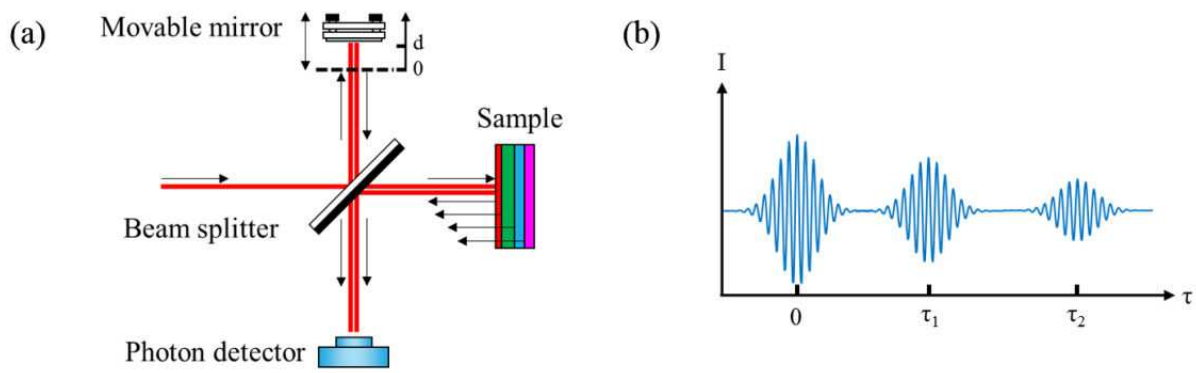 (a)
Movable mirror
d
0
Sample
Beam splitter
Photon detector
(b)
I
0
τ₁
τ₂
τ